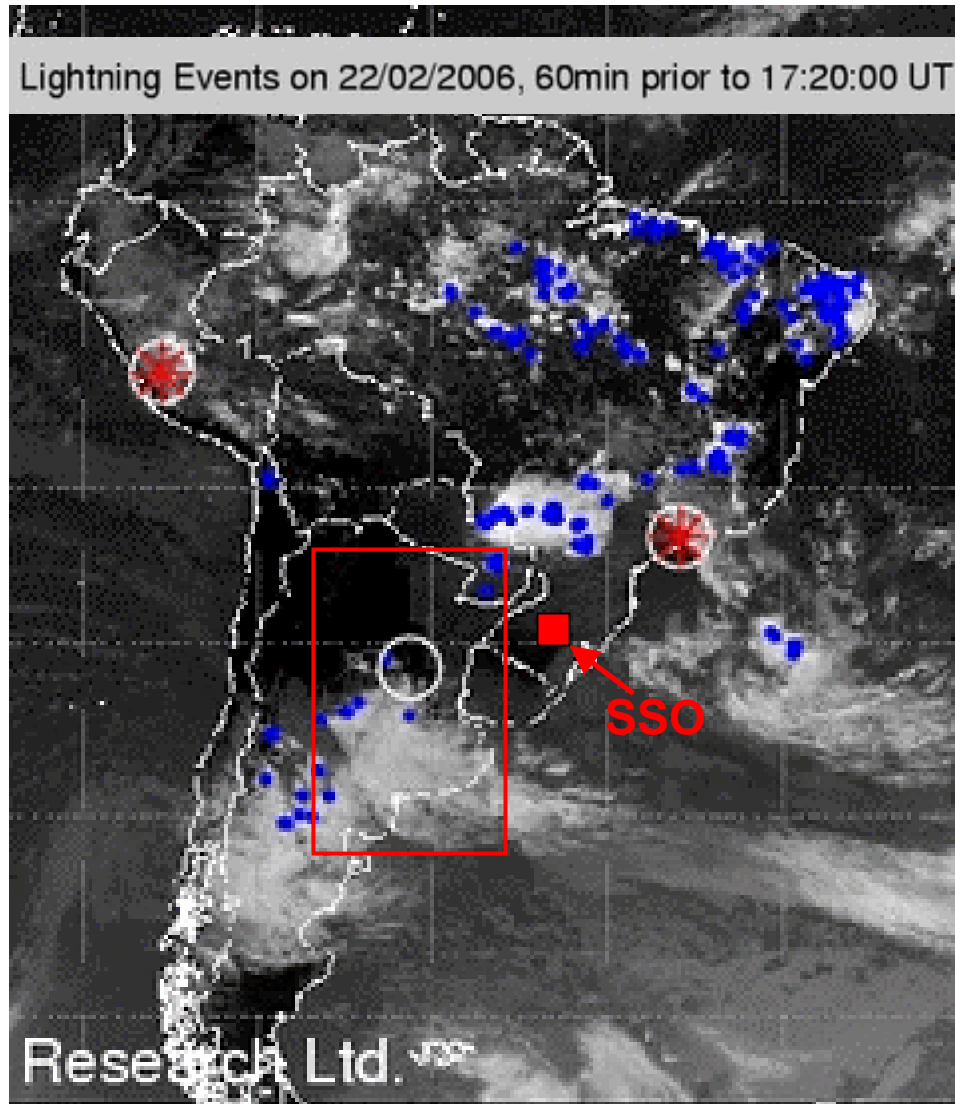 Lightning Events on 22/02/2006, 60min prior to 17:20:00 UT
SSO
Research Ltd.